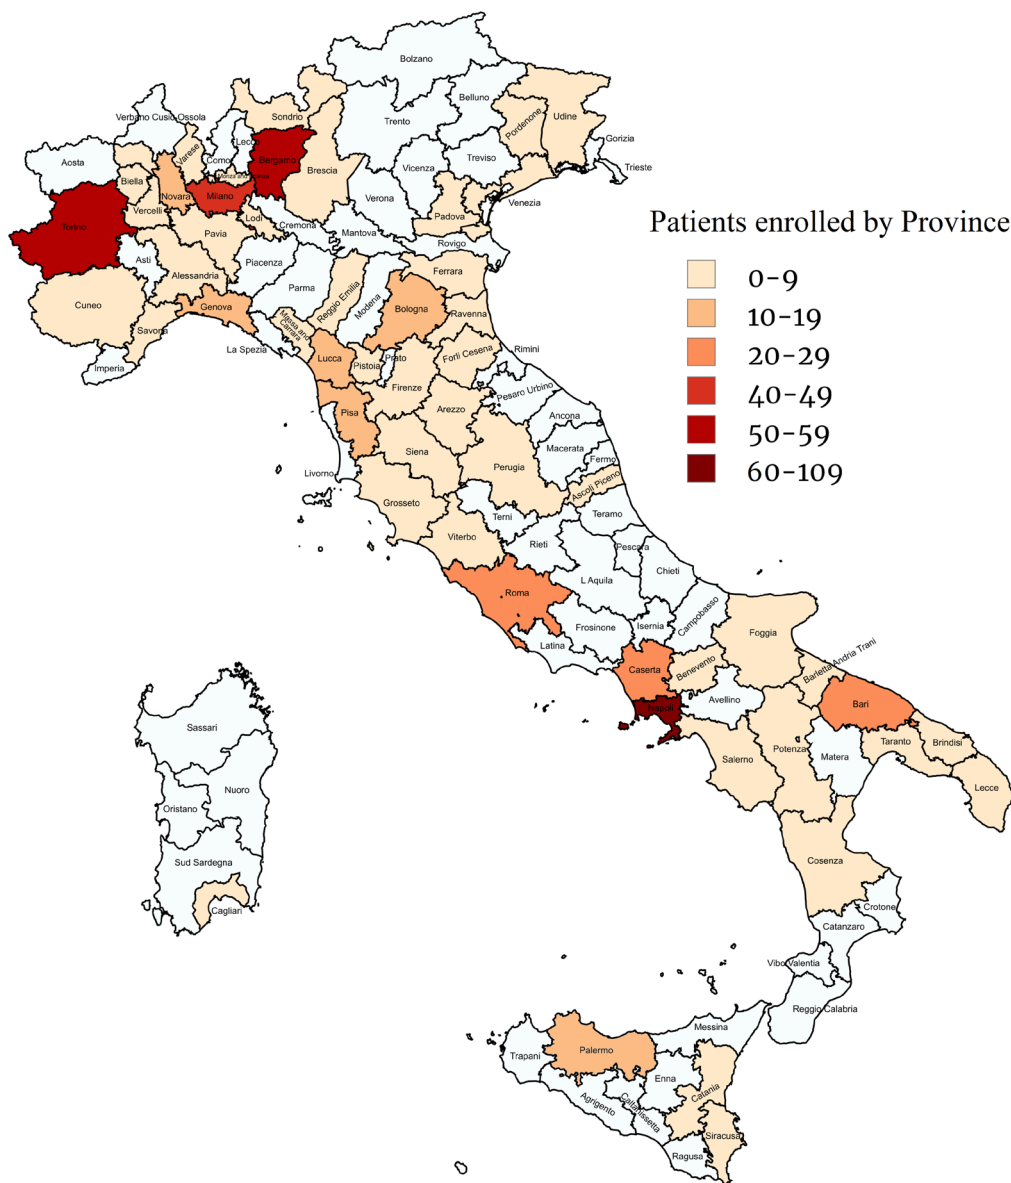 Bolzano
Belluno
Udine
Pordenone
Gorizia
Trieste
Trento
Treviso
Vicenza
Venezia
Verona
Padova
Rovigo
Verbano Cusio Ossola
Sondrio
Aosta
Varese
Como
Lecco
Bergamo
Brescia
Biella
Novara
Milano
Vercelli
Lodi
Cremona
Mantova
Torino
Pavia
Asti
Piacenza
Alessandria
Parma
Reggio Emilia
Modena
Ferrara
Cuneo
Genova
Bologna
Ravenna
Savona
Massa and Carrara
La Spezia
Imperia
Lucca
Pistoia
Prato
Forlì Cesena
Rimini
Firenze
Pesaro Urbino
Pisa
Arezzo
Ancona
Siena
Macerata
Livorno
Perugia
Fermo
Ascoli Piceno
Grosseto
Terni
Teramo
Viterbo
Rieti
Pescara
L Aquila
Chieti
Roma
Frosinone
Isernia
Campobasso
Latina
Foggia
Caserta
Benevento
Barletta Andria Trani
Napoli
Avellino
Bari
Salerno
Potenza
Matera
Taranto
Brindisi
Lecce
Cosenza
Crotone
Catanzaro
Vibo Valentia
Reggio Calabria
Sassari
Nuoro
Oristano
Sud Sardegna
Cagliari
Messina
Palermo
Trapani
Enna
Catania
Agrigento
Caltanissetta
Siracusa
Ragusa
Patients enrolled by Province
0-9
10-19
20-29
40-49
50-59
60-109